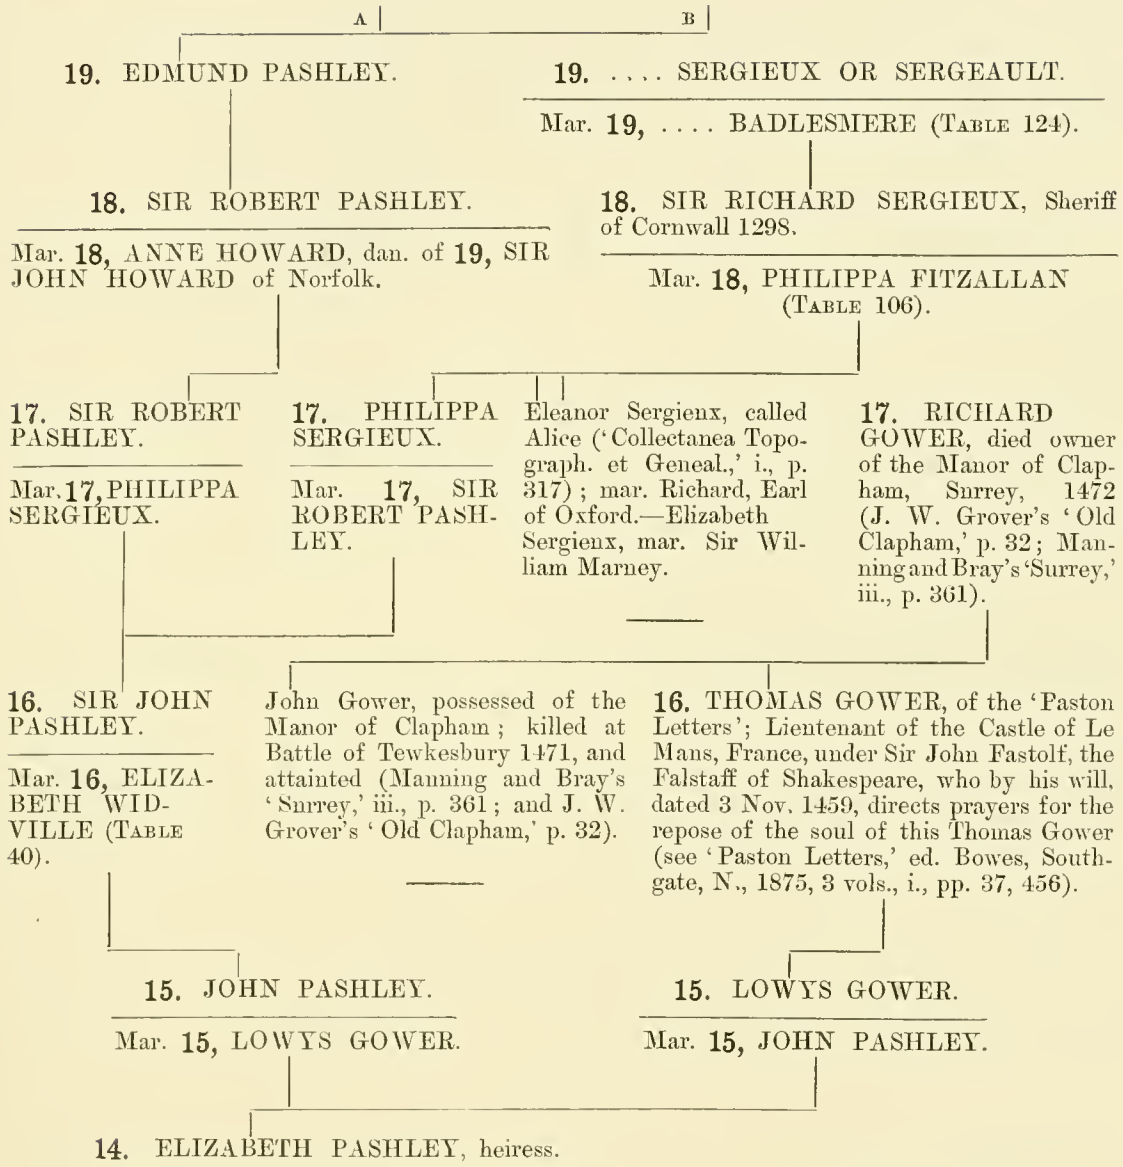 A B
19. EDMUND PASHLEY.
19. .... SERGIEUX OR SERGEAULT.
Mar. 19, .... BADLESMERE (TABLE 124).
18. SIR ROBERT PASHLEY.
Mar. 18, ANNE HOWARD, dau. of 19, SIR
JOHN HOWARD of Norfolk.
18. SIR RICHARD SERGIEUX, Sheriff
of Cornwall 1298.
Mar. 18, PHILIPPA FITZALLAN
(TABLE 106).
17. SIR ROBERT
PASHLEY.
Mar. 17, PHILIPPA
SERGIEUX.
17. PHILIPPA
SERGIEUX.
Mar. 17, SIR
ROBERT PASH-
LEY.
Eleanor Sergieux, called
Alice (‘Collectanea Topo-
graph. et Geneal.,’ i., p.
317); mar. Richard, Earl
of Oxford.—Elizabeth
Sergieux, mar. Sir Wil-
liam Marney.
17. RICHARD
GOWER, died owner
of the Manor of Clap-
ham, Surrey, 1472
(J. W. Grover's ‘Old
Clapham,’ p. 32; Man-
ning and Bray's ‘Surrey,’
iii., p. 361).
16. SIR JOHN
PASHLEY.
Mar. 16, ELIZA-
BETH WID-
VILLE (TABLE
40).
John Gower, possessed of the
Manor of Clapham; killed at
Battle of Tewkesbury 1471, and
attainted (Manning and Bray's
‘Surrey,’ iii., p. 361; and J. W.
Grover's ‘Old Clapham,’ p. 32).
16. THOMAS GOWER, of the ‘Paston
Letters’; Lieutenant of the Castle of Le
Mans, France, under Sir John Fastolf, the
Falstaff of Shakespeare, who by his will,
dated 3 Nov. 1459, directs prayers for the
repose of the soul of this Thomas Gower
(see ‘Paston Letters,’ ed. Bowes, South-
gate, N., 1875, 3 vols., i., pp. 37, 456).
15. JOHN PASHLEY.
Mar. 15, LOWYS GOWER.
15. LOWYS GOWER.
Mar. 15, JOHN PASHLEY.
14. ELIZABETH PASHLEY, heiress.